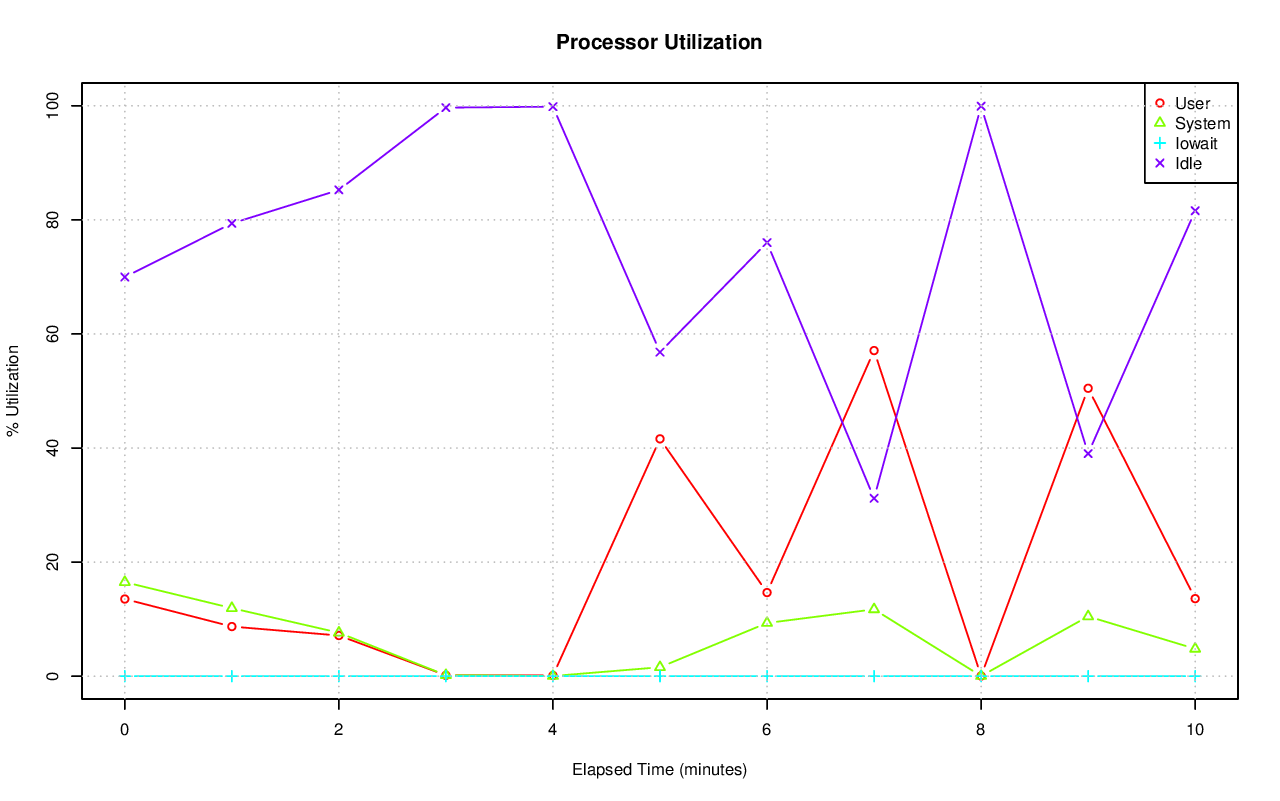 Processor Utilization
100
80
60
40
20
0
% Utilization
User
System
Iowait
Idle
0 2 4 6 8 10
Elapsed Time (minutes)